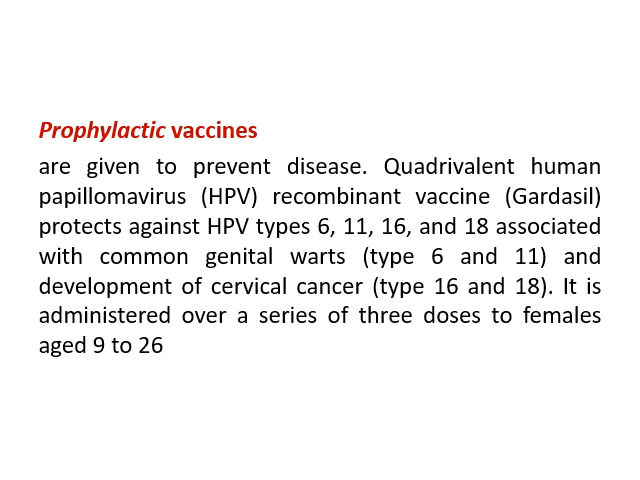 Prophylactic vaccines
are given to prevent disease. Quadrivalent human
papillomavirus (HPV) recombinant vaccine (Gardasil)
protects against HPV types 6, 11, 16, and 18 associated
with common genital warts (type 6 and 11) and
development of cervical cancer (type 16 and 18). It is
administered over a series of three doses to females
aged 9 to 26